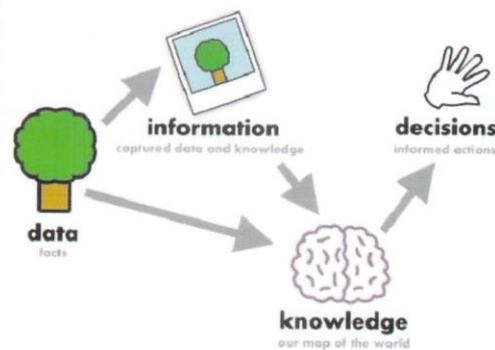 information
captured data and knowledge
decisions
informed actions
data
facts
knowledge
our map of the world